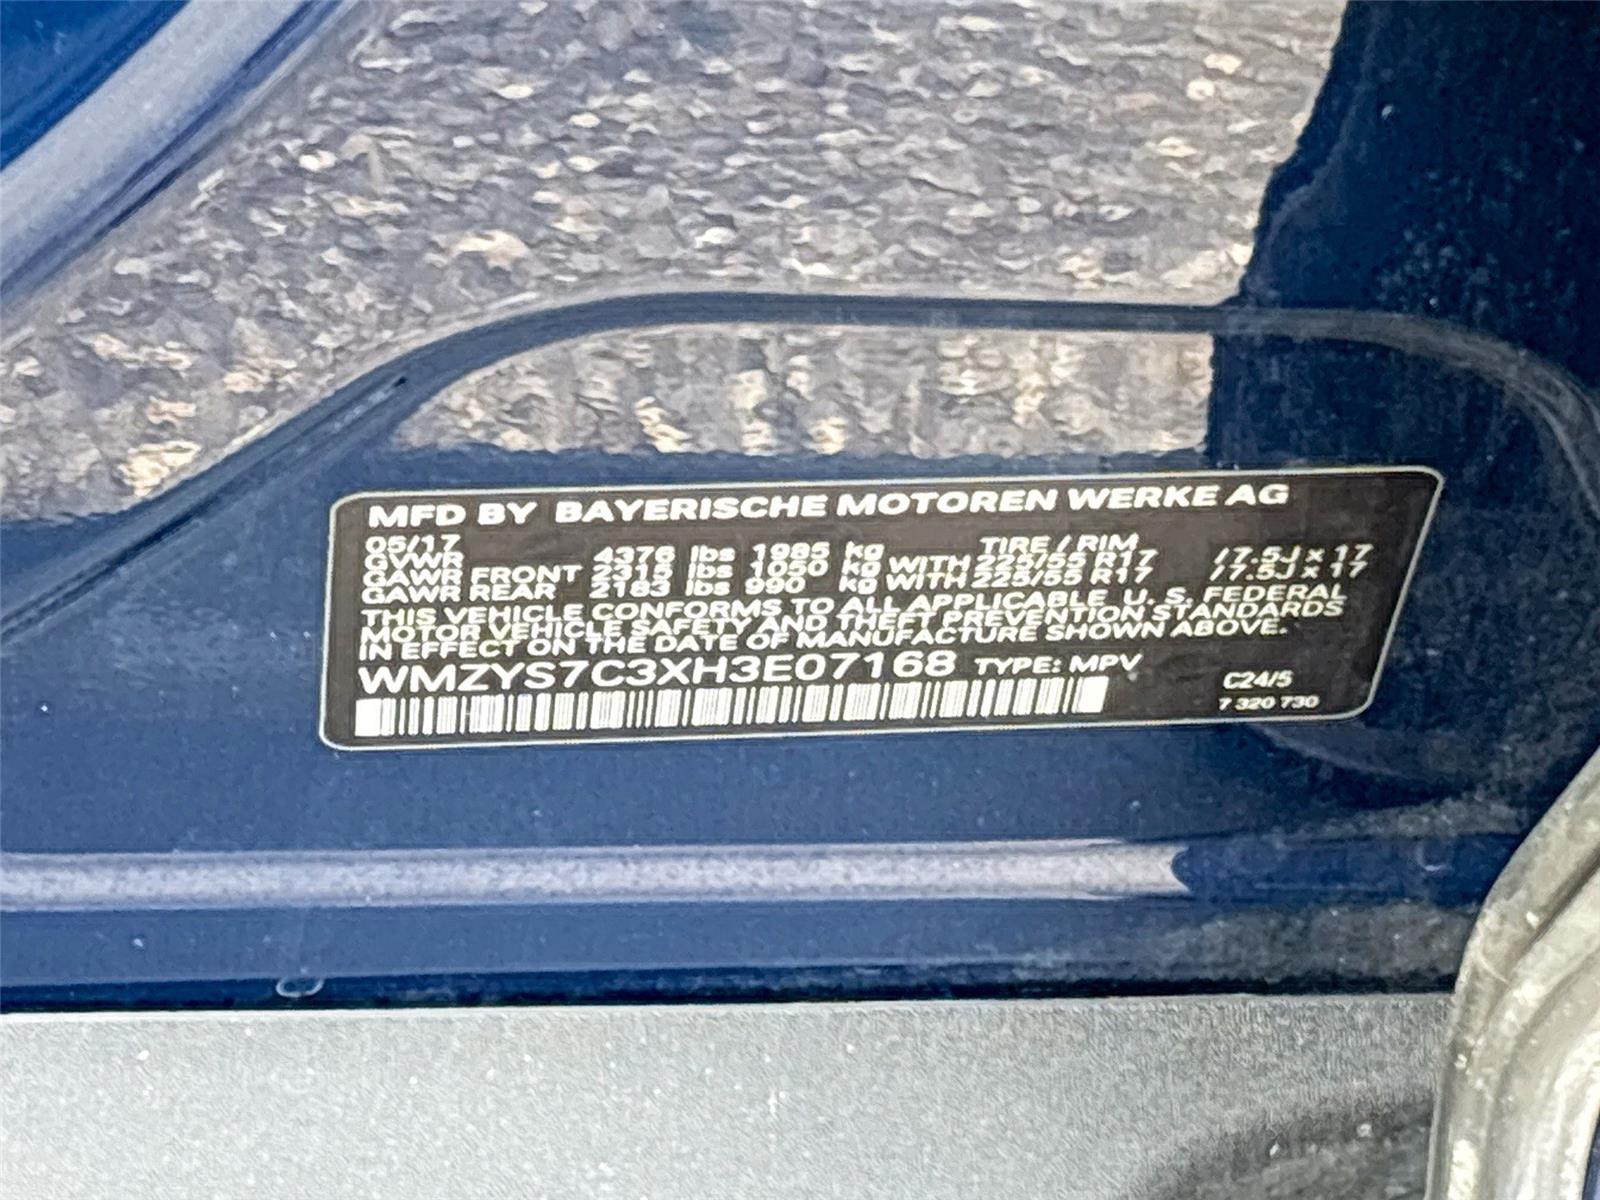 MFD BY BAYERISCHE MOTOREN WERKE AG
05/17 TIRE / RIM
GVWR 4376 lbs 1985 kg
GAWR FRONT 2315 lbs 1050 kg WITH 225/55 R17 /7.5J x 17
GAWR REAR 2183 lbs 990 kg WITH 225/55 R17 /7.5J x 17
THIS VEHICLE CONFORMS TO ALL APPLICABLE U. S. FEDERAL
MOTOR VEHICLE SAFETY AND THEFT PREVENTION STANDARDS
IN EFFECT ON THE DATE OF MANUFACTURE SHOWN ABOVE.
WMZYS7C3XH3E07168 TYPE: MPV
C24/5
7 320 730